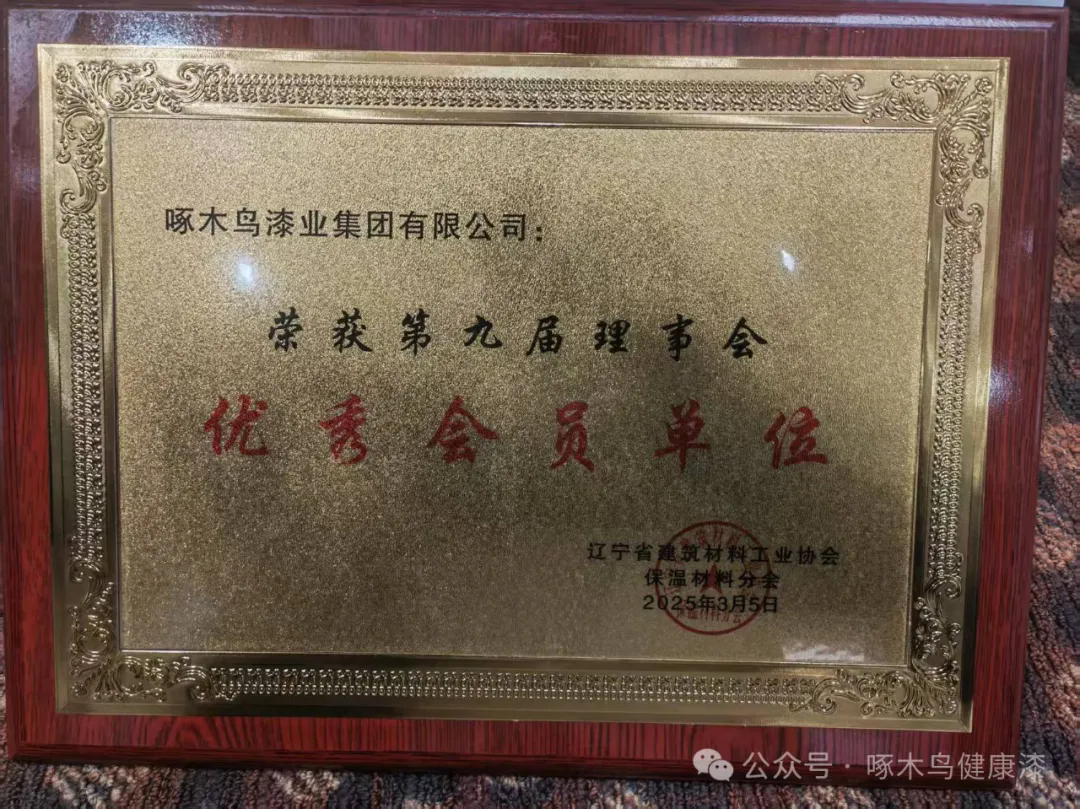 啄木鸟漆业集团有限公司：
荣获第九届理事会
优秀会员单位
辽宁省建筑材料工业协会
保温材料分会
2025年3月5日
公众号·啄木鸟健康漆